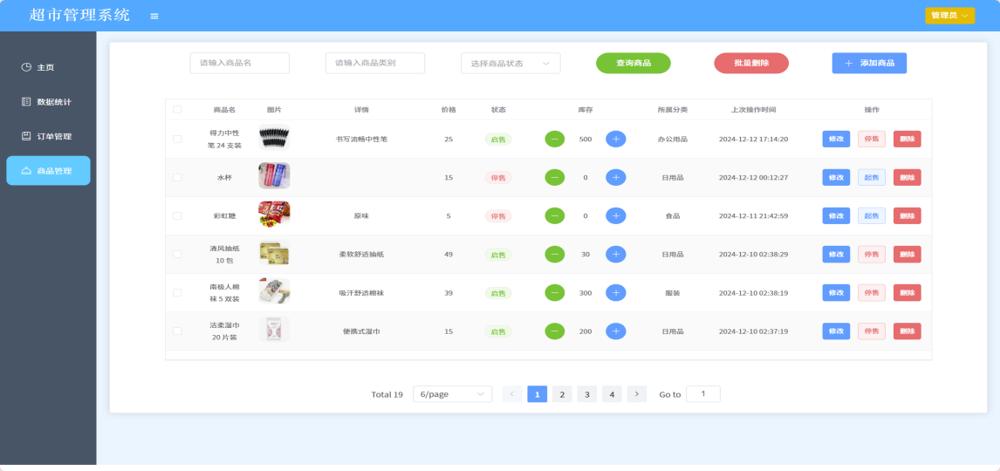 超市管理系统
管理员
主页
数据统计
订单管理
商品管理
请输入商品名 请输入商品类别 选择商品状态 查询商品 批量删除 + 添加商品
商品名 图片 详情 价格 状态 库存 所属分类 上次操作时间 操作
得力中性
笔 24 支装
书写流畅中性笔 25 启售 500 办公用品 2024-12-12 17:14:20 修改 停售 删除
水杯 15 停售 0 日用品 2024-12-12 00:12:27 修改 起售 删除
彩虹糖 原味 5 停售 0 食品 2024-12-11 21:42:59 修改 起售 删除
清风抽纸
10 包
柔软舒适抽纸 49 启售 30 日用品 2024-12-10 02:38:29 修改 停售 删除
南极人棉
袜 5 双装
吸汗舒适棉袜 39 启售 300 服装 2024-12-10 02:38:19 修改 停售 删除
洁柔湿巾
20 片装
便携式湿巾 15 启售 200 日用品 2024-12-10 02:37:19 修改 停售 删除
Total 19 6/page < 1 2 3 4 > Go to 1